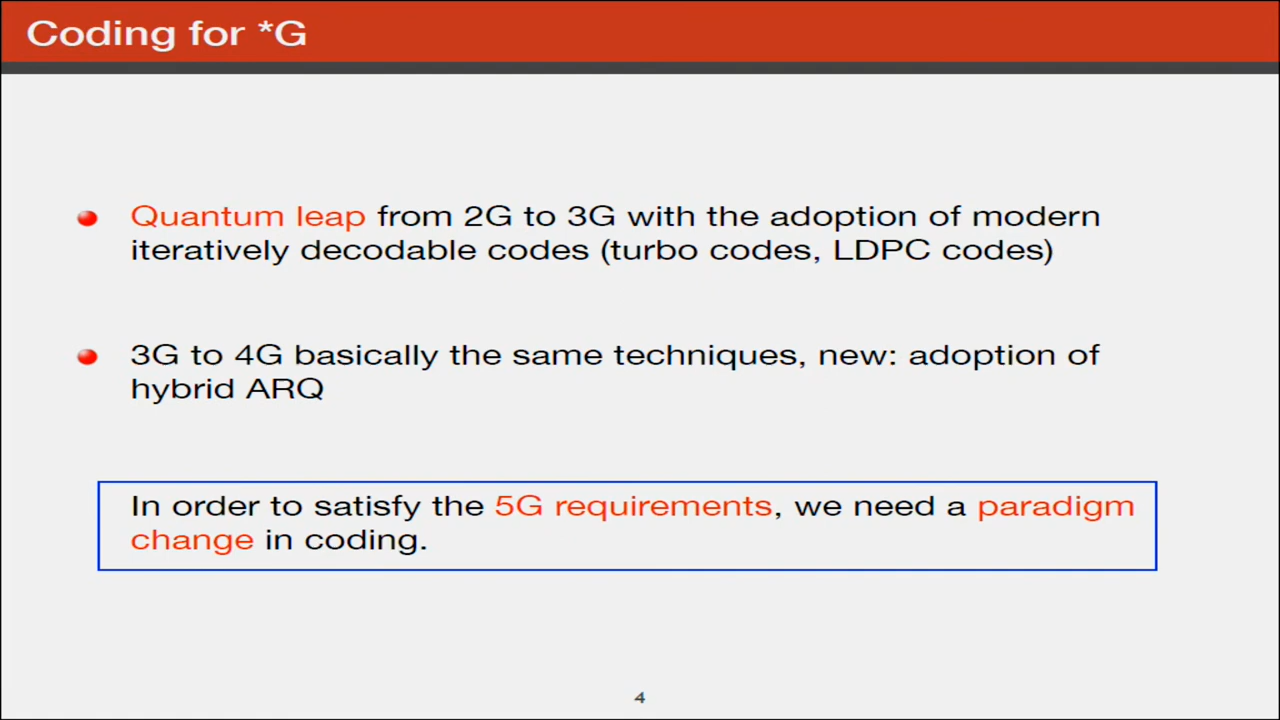 Coding for *G
Quantum leap from 2G to 3G with the adoption of modern
iteratively decodable codes (turbo codes, LDPC codes)
3G to 4G basically the same techniques, new: adoption of
hybrid ARQ
In order to satisfy the 5G requirements, we need a paradigm
change in coding.
4